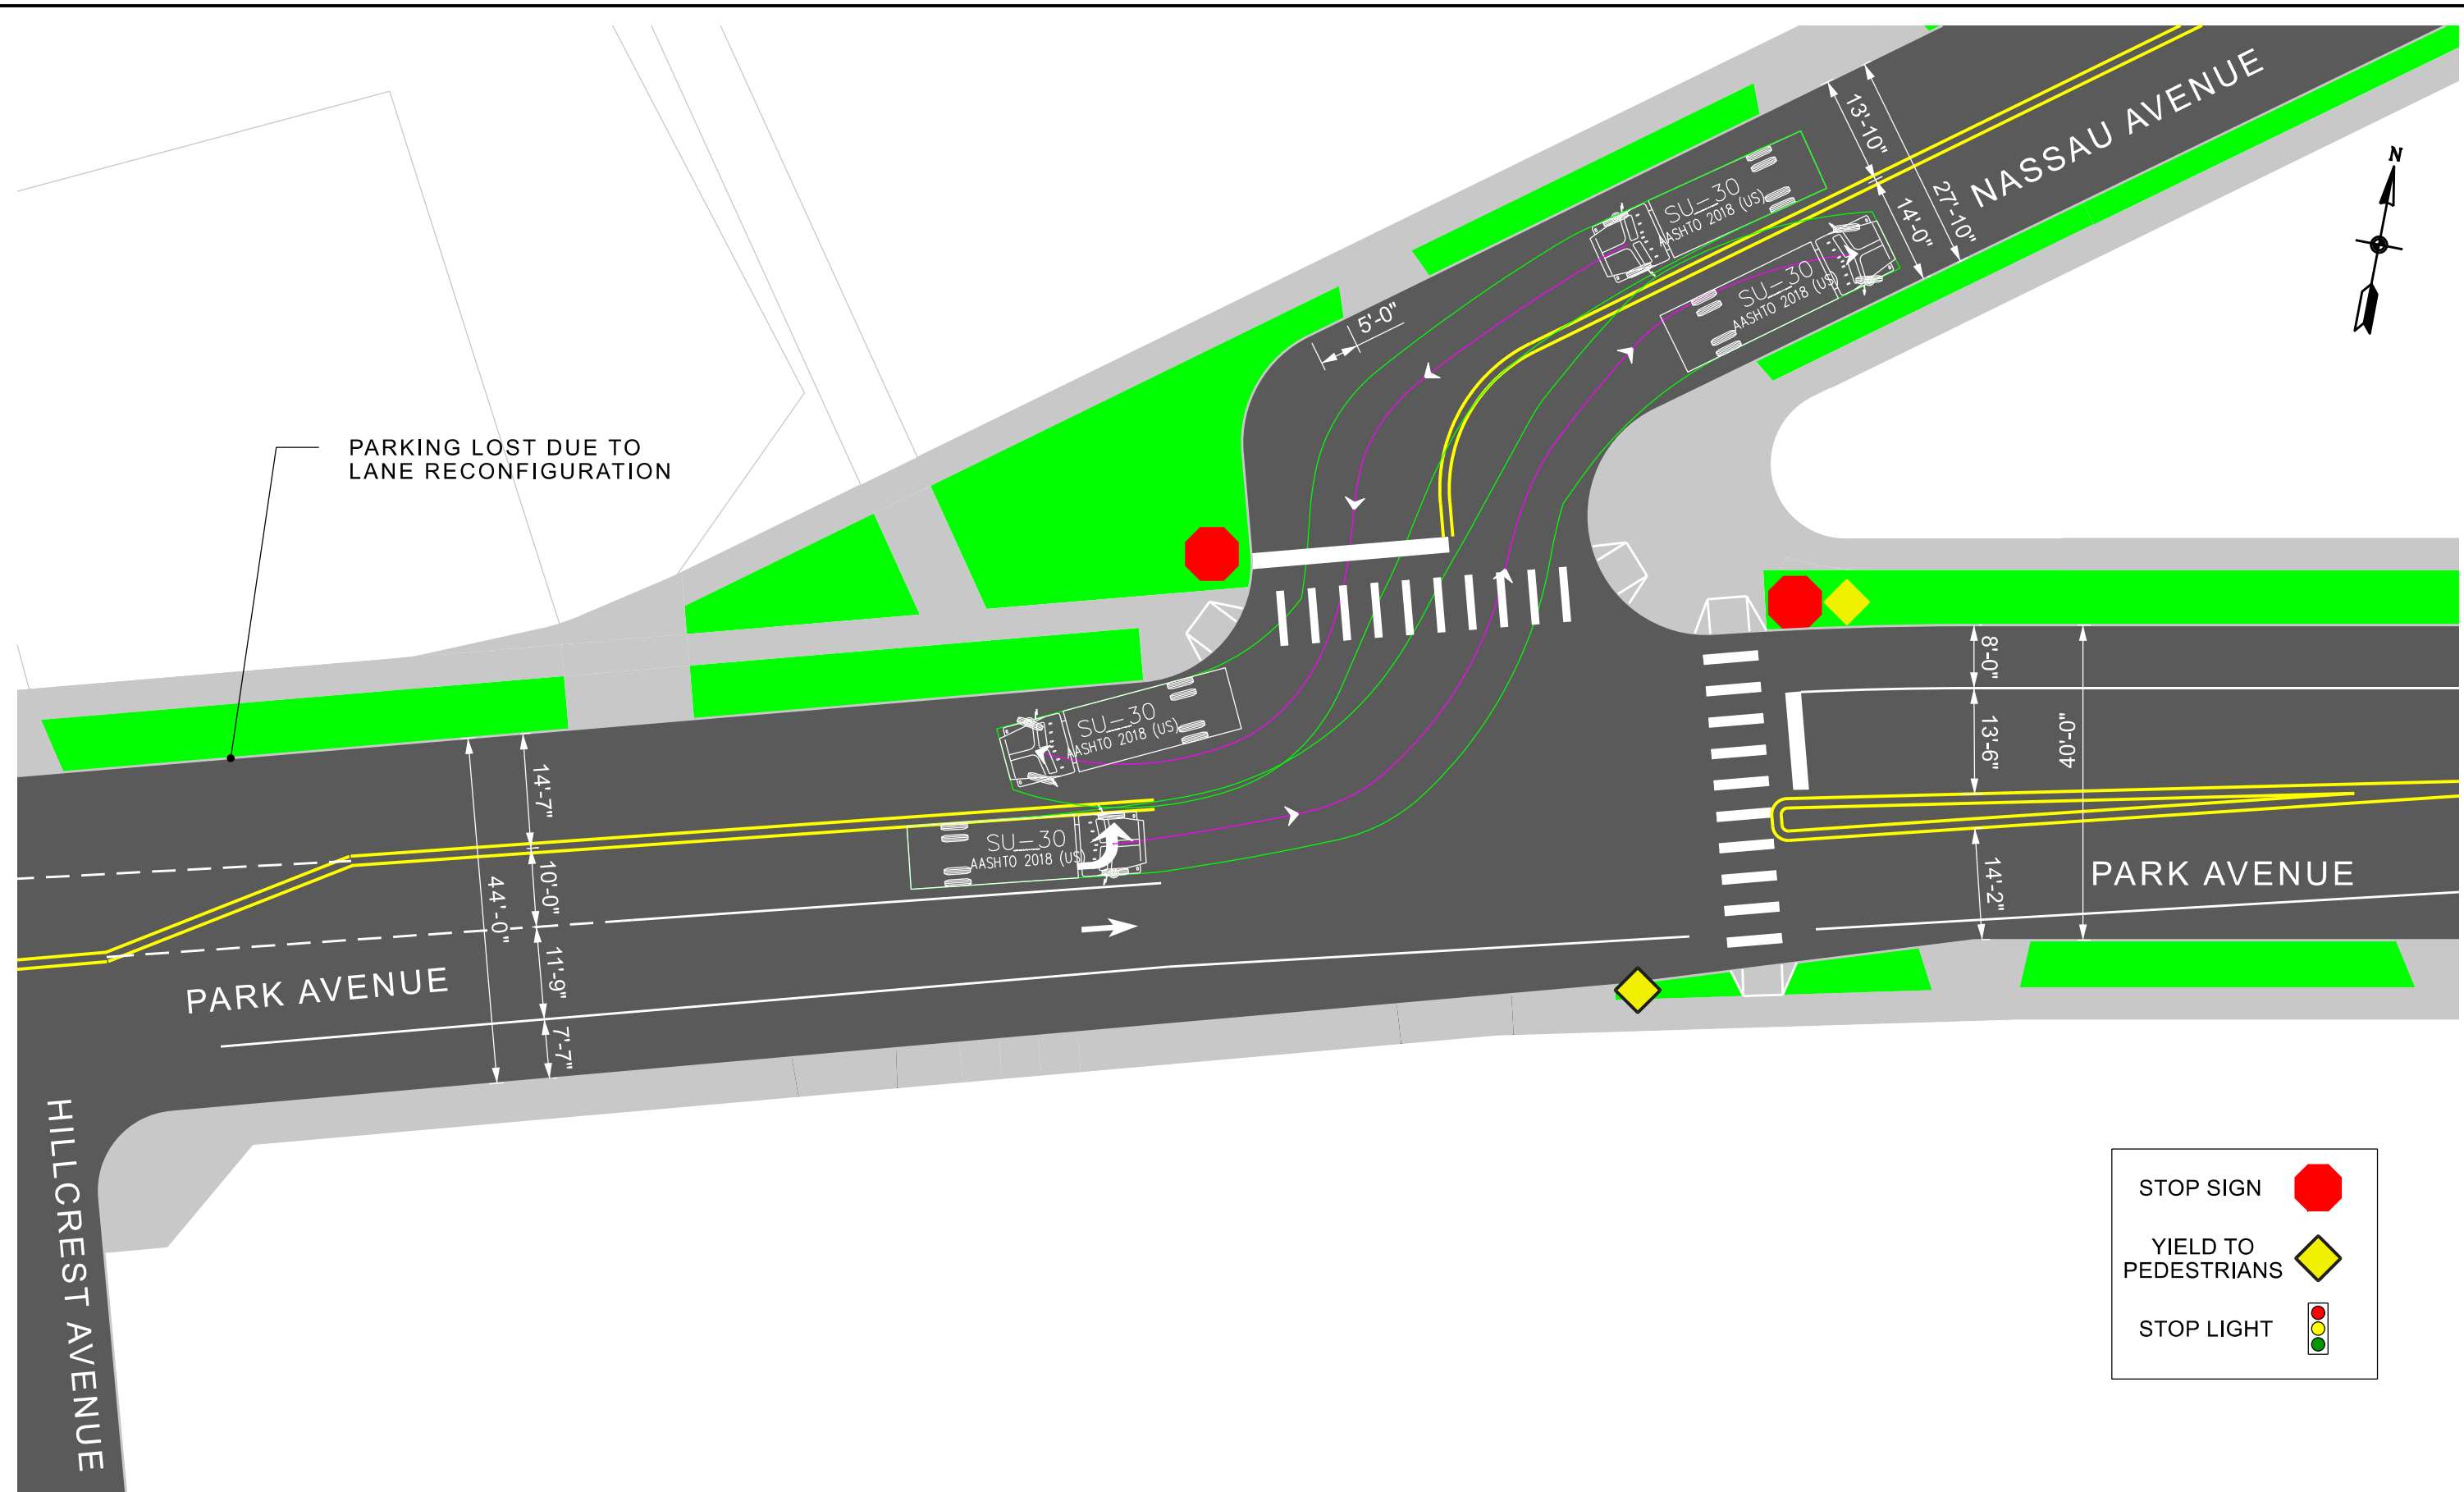 N
NASSAU AVENUE
13'-10"
27'-10"
14'-0"
SU-30
AASHTO 2018 (US)
SU-30
AASHTO 2018 (US)
5'-0"
PARKING LOST DUE TO
LANE RECONFIGURATION
8'-0"
13'-6"
40'-0"
14'-2"
PARK AVENUE
SU-30
AASHTO 2018 (US)
SU-30
AASHTO 2018 (US)
14'-7"
10'-0"
44'-0"
11'-9"
7'-7"
PARK AVENUE
HILLCREST AVENUE
STOP SIGN
YIELD TO
PEDESTRIANS
STOP LIGHT